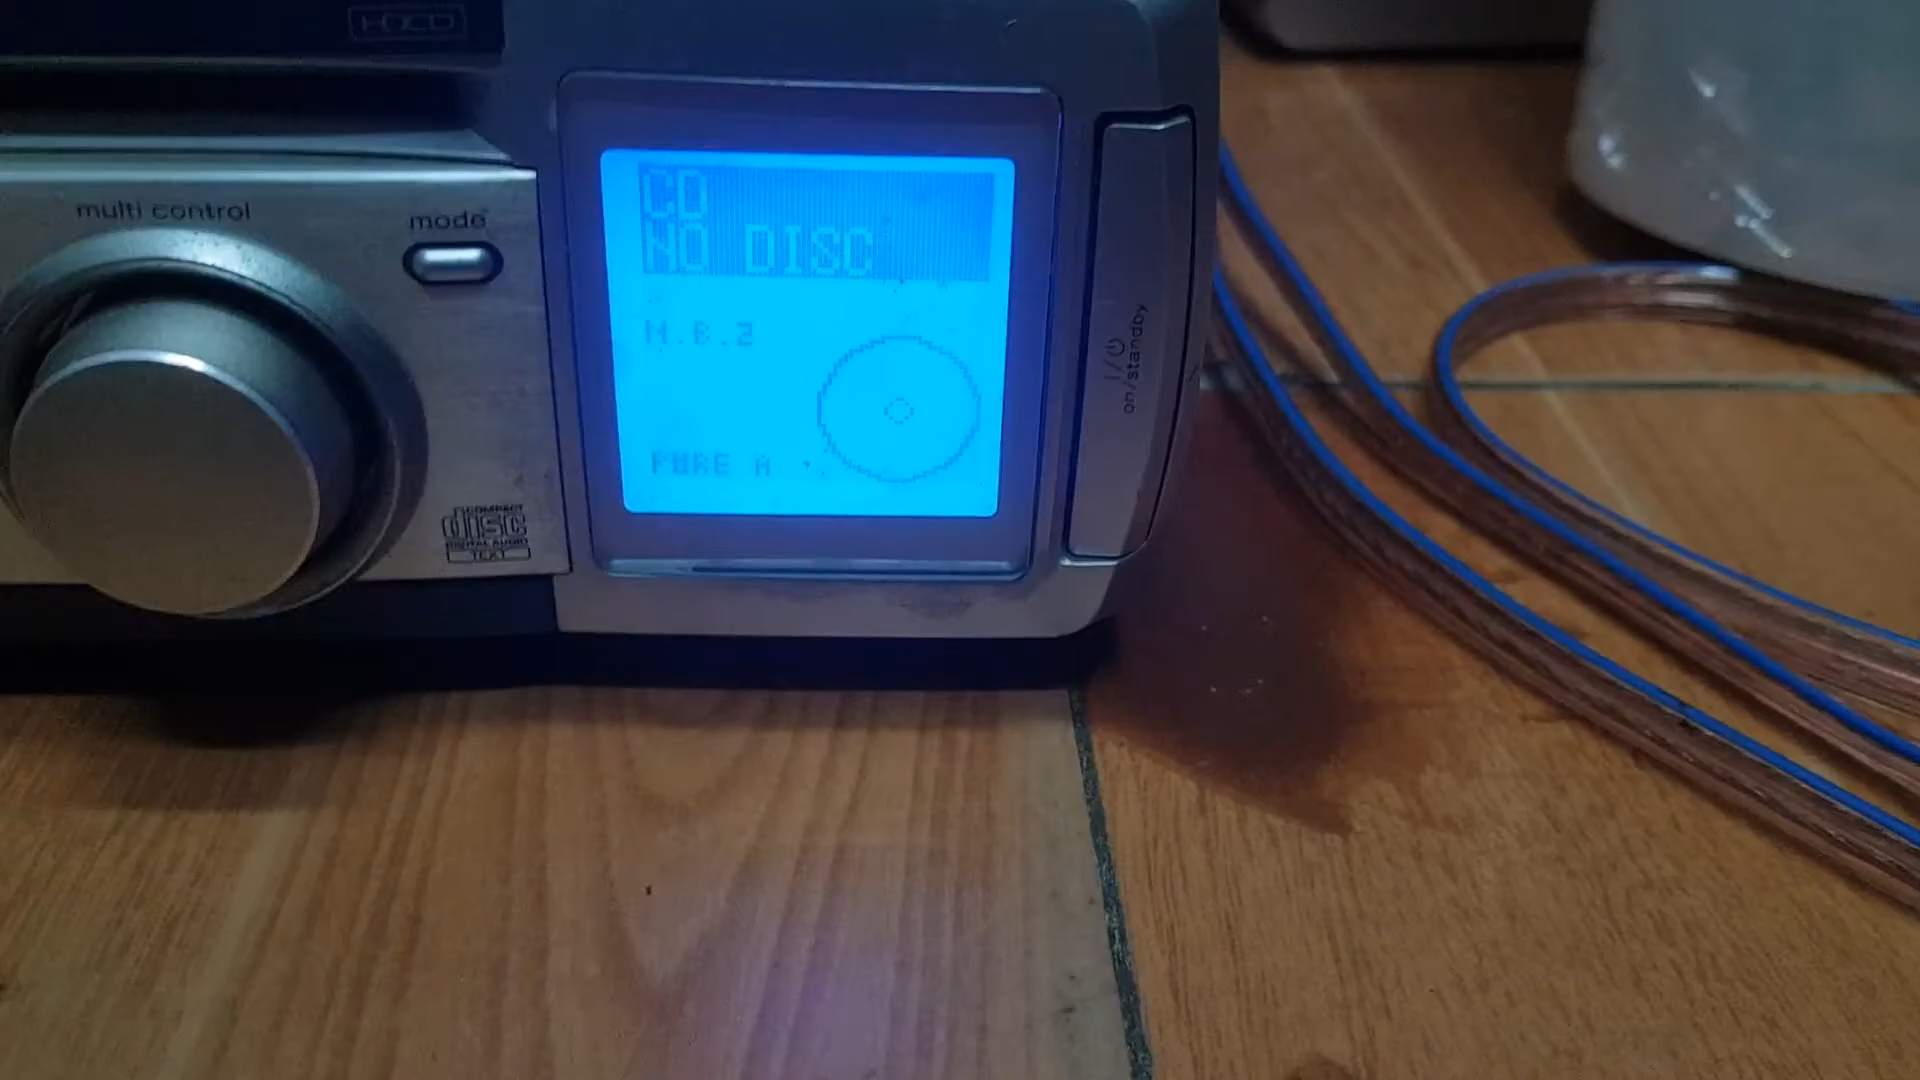 HDCD
multi control
mode
CD
NO DISC
N.B.2
PURE A
I/⏻
on/standby
COMPACT
disc
DIGITAL AUDIO
TEXT